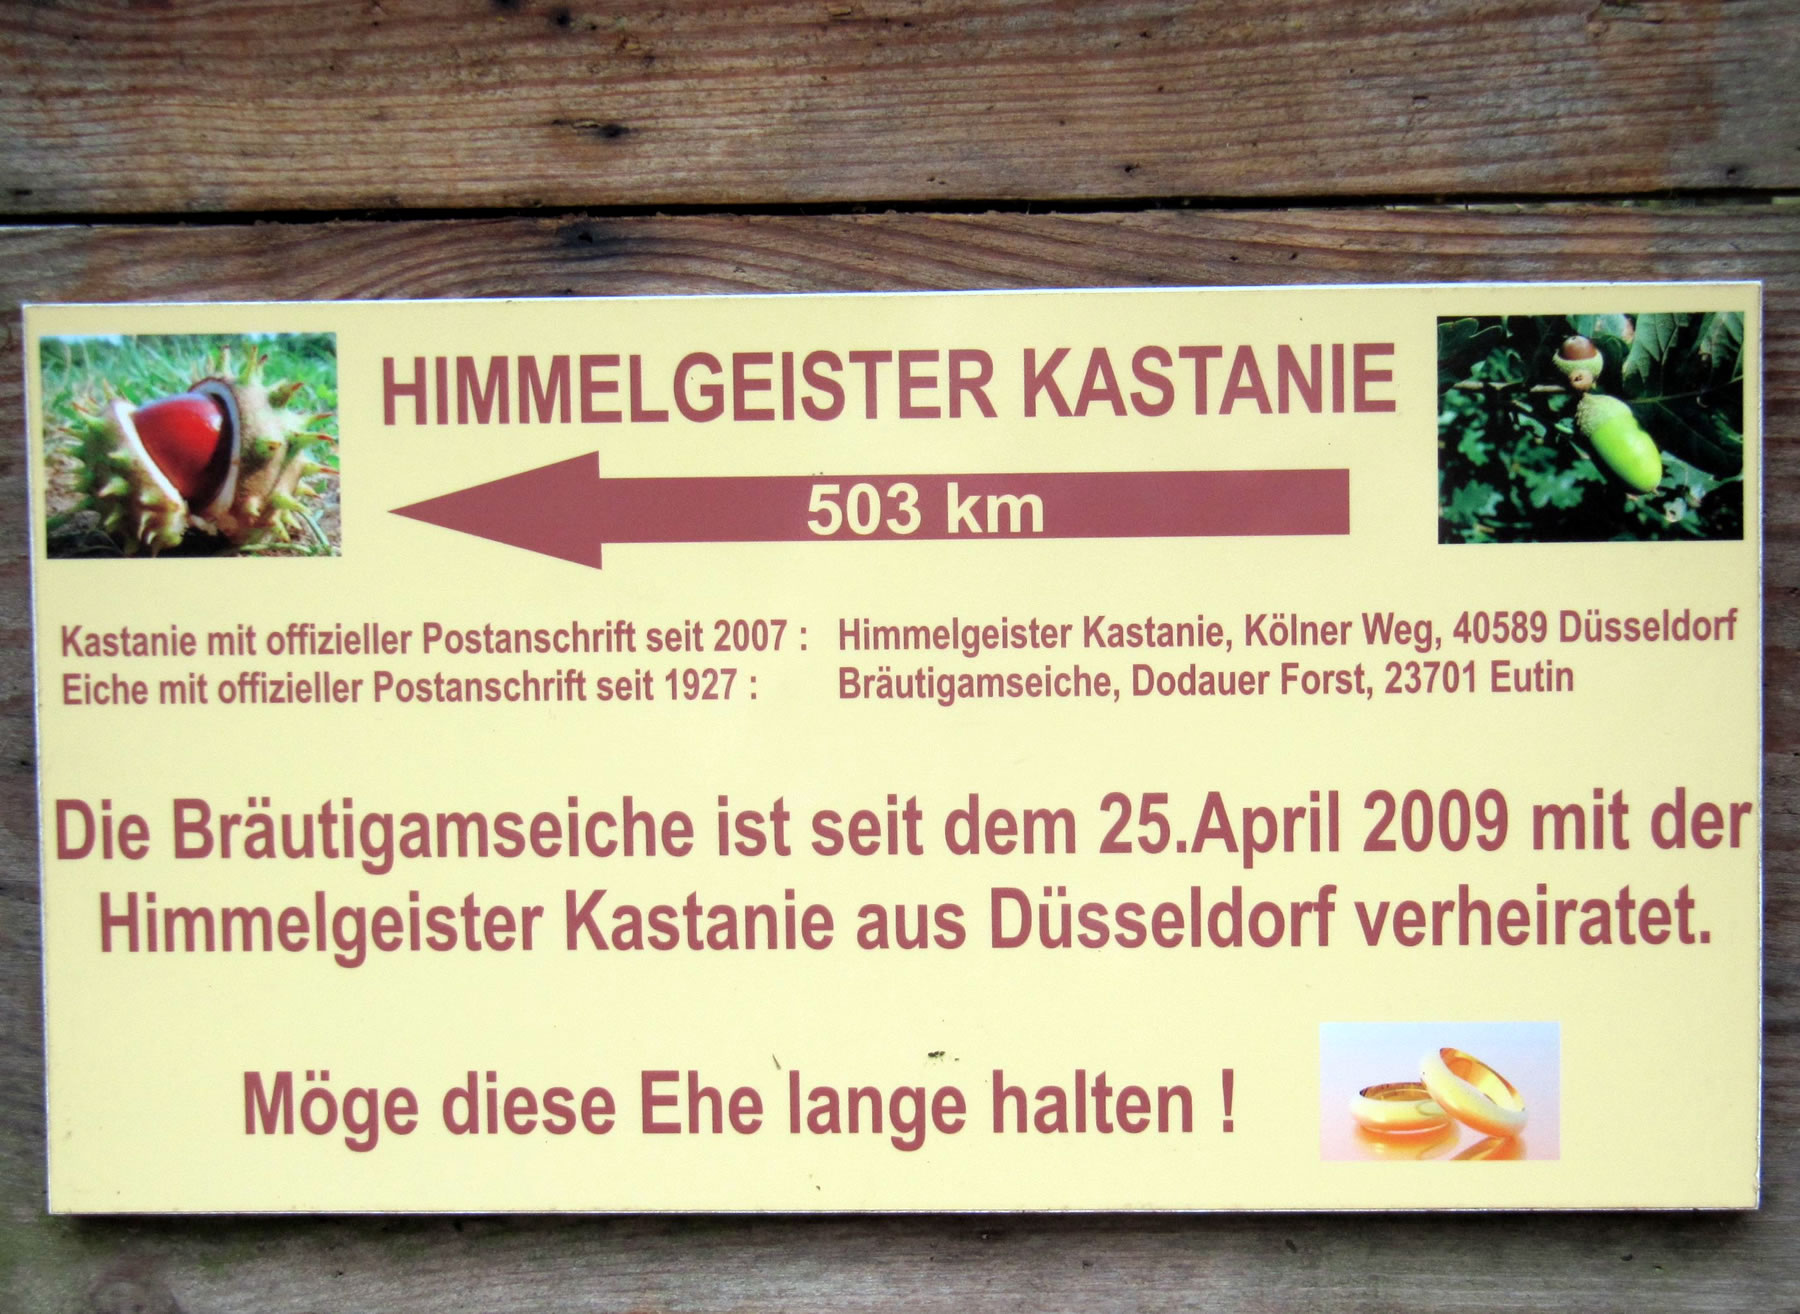 HIMMELGEISTER KASTANIE
503 km
Kastanie mit offizieller Postanschrift seit 2007 : Himmelgeister Kastanie, Kölner Weg, 40589 Düsseldorf
Eiche mit offizieller Postanschrift seit 1927 : Bräutigamseiche, Dodauer Forst, 23701 Eutin
Die Bräutigamseiche ist seit dem 25.April 2009 mit der
Himmelgeister Kastanie aus Düsseldorf verheiratet.
Möge diese Ehe lange halten !